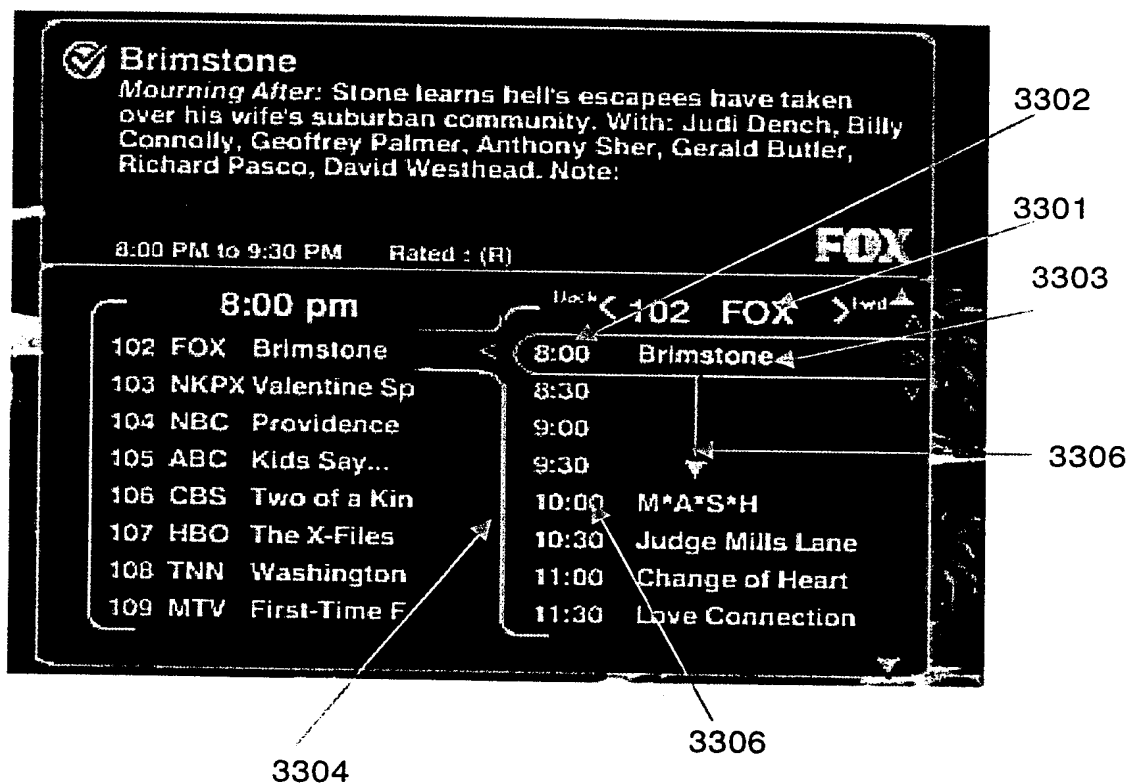 Brimstone
Mourning After: Stone learns hell's escapees have taken
over his wife's suburban community. With: Judi Dench, Billy
Connolly, Geoffrey Palmer, Anthony Sher, Gerald Butler,
Richard Pasco, David Westhead. Note:
8:00 PM to 9:30 PM Rated : (R)
FOX
8:00 pm
102 FOX Brimstone
103 NKPX Valentine Sp
104 NBC Providence
105 ABC Kids Say...
106 CBS Two of a Kin
107 HBO The X-Files
108 TNN Washington
109 MTV First-Time F
Back < 102 FOX > Fwd
8:00 Brimstone
8:30
9:00
9:30
10:00 M*A*S*H
10:30 Judge Mills Lane
11:00 Change of Heart
11:30 Love Connection
3302
3301
3303
3306
3306
3304